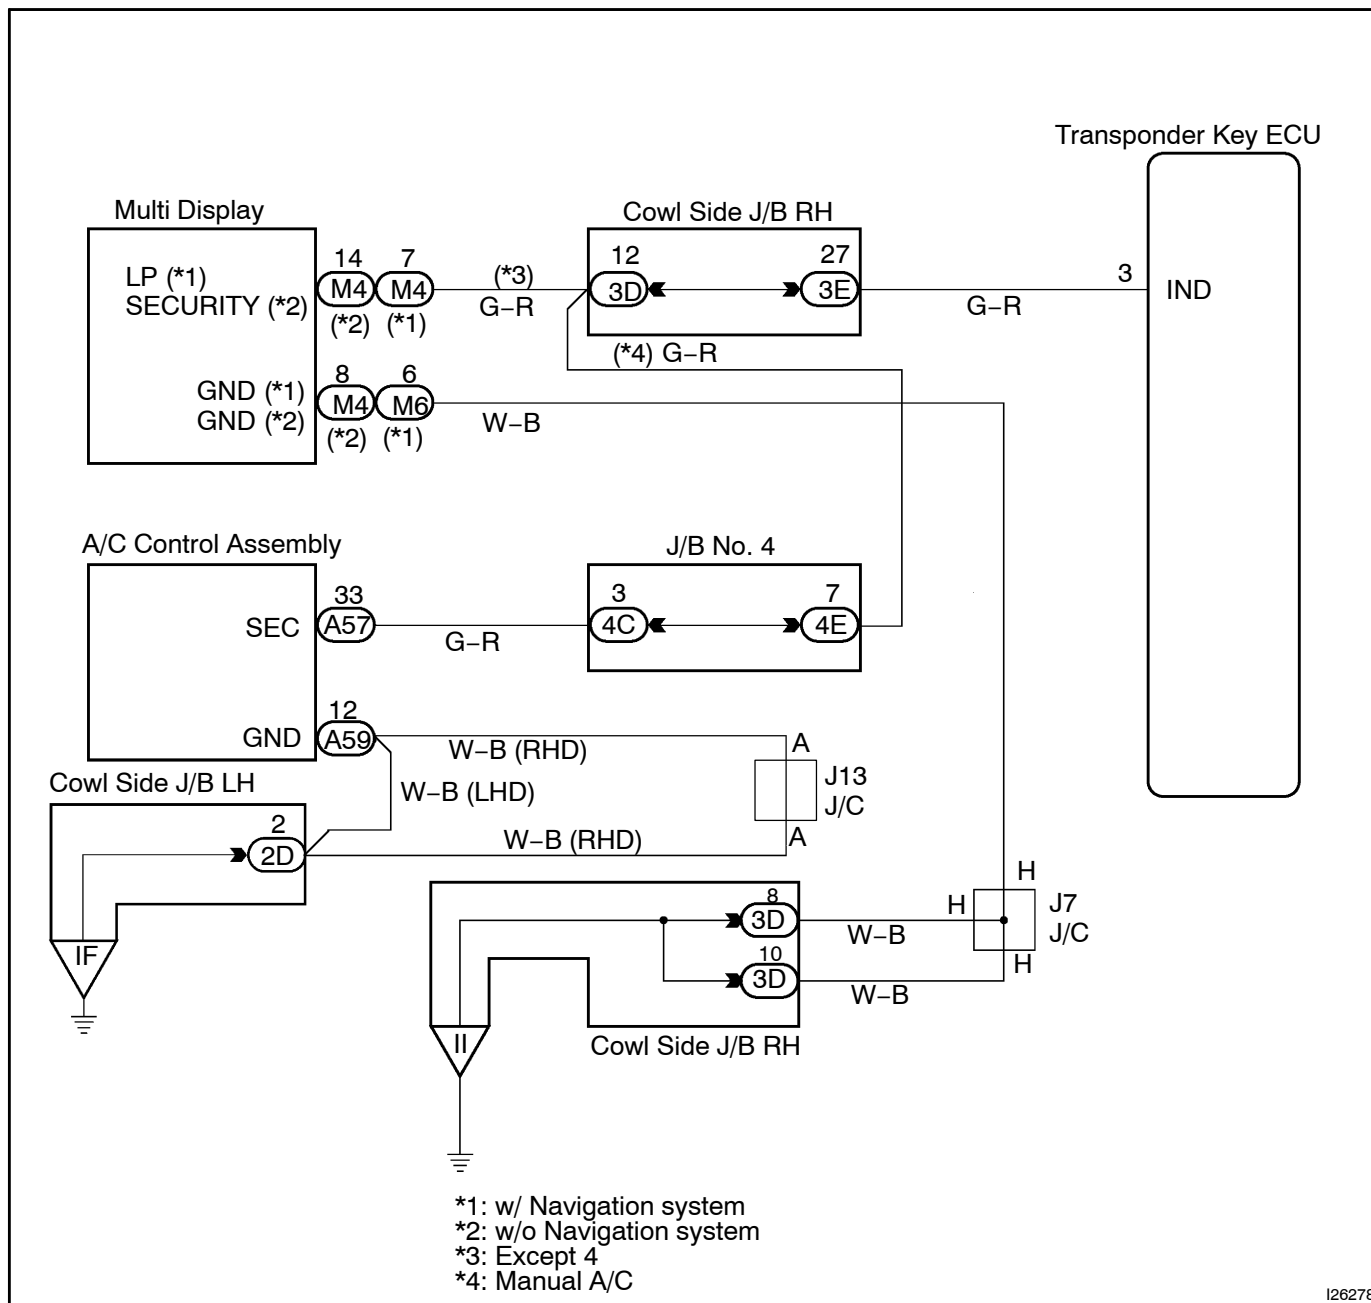 Transponder Key ECU
Multi Display
Cowl Side J/B RH
LP (*1)
SECURITY (*2)
14
7
M4
M4
(*2)
(*1)
(*3)
G–R
12
3D
27
3E
G–R
3
IND
(*4) G–R
GND (*1)
GND (*2)
8
6
M4
M6
(*2)
(*1)
W–B
A/C Control Assembly
J/B No. 4
SEC
33
A57
G–R
3
4C
7
4E
GND
12
A59
W–B (RHD)
A
J13
J/C
A
W–B (LHD)
W–B (RHD)
Cowl Side J/B LH
2
2D
IF
8
3D
W–B
H
H
J7
J/C
H
10
3D
W–B
II
Cowl Side J/B RH
*1: w/ Navigation system
*2: w/o Navigation system
*3: Except 4
*4: Manual A/C
I26278